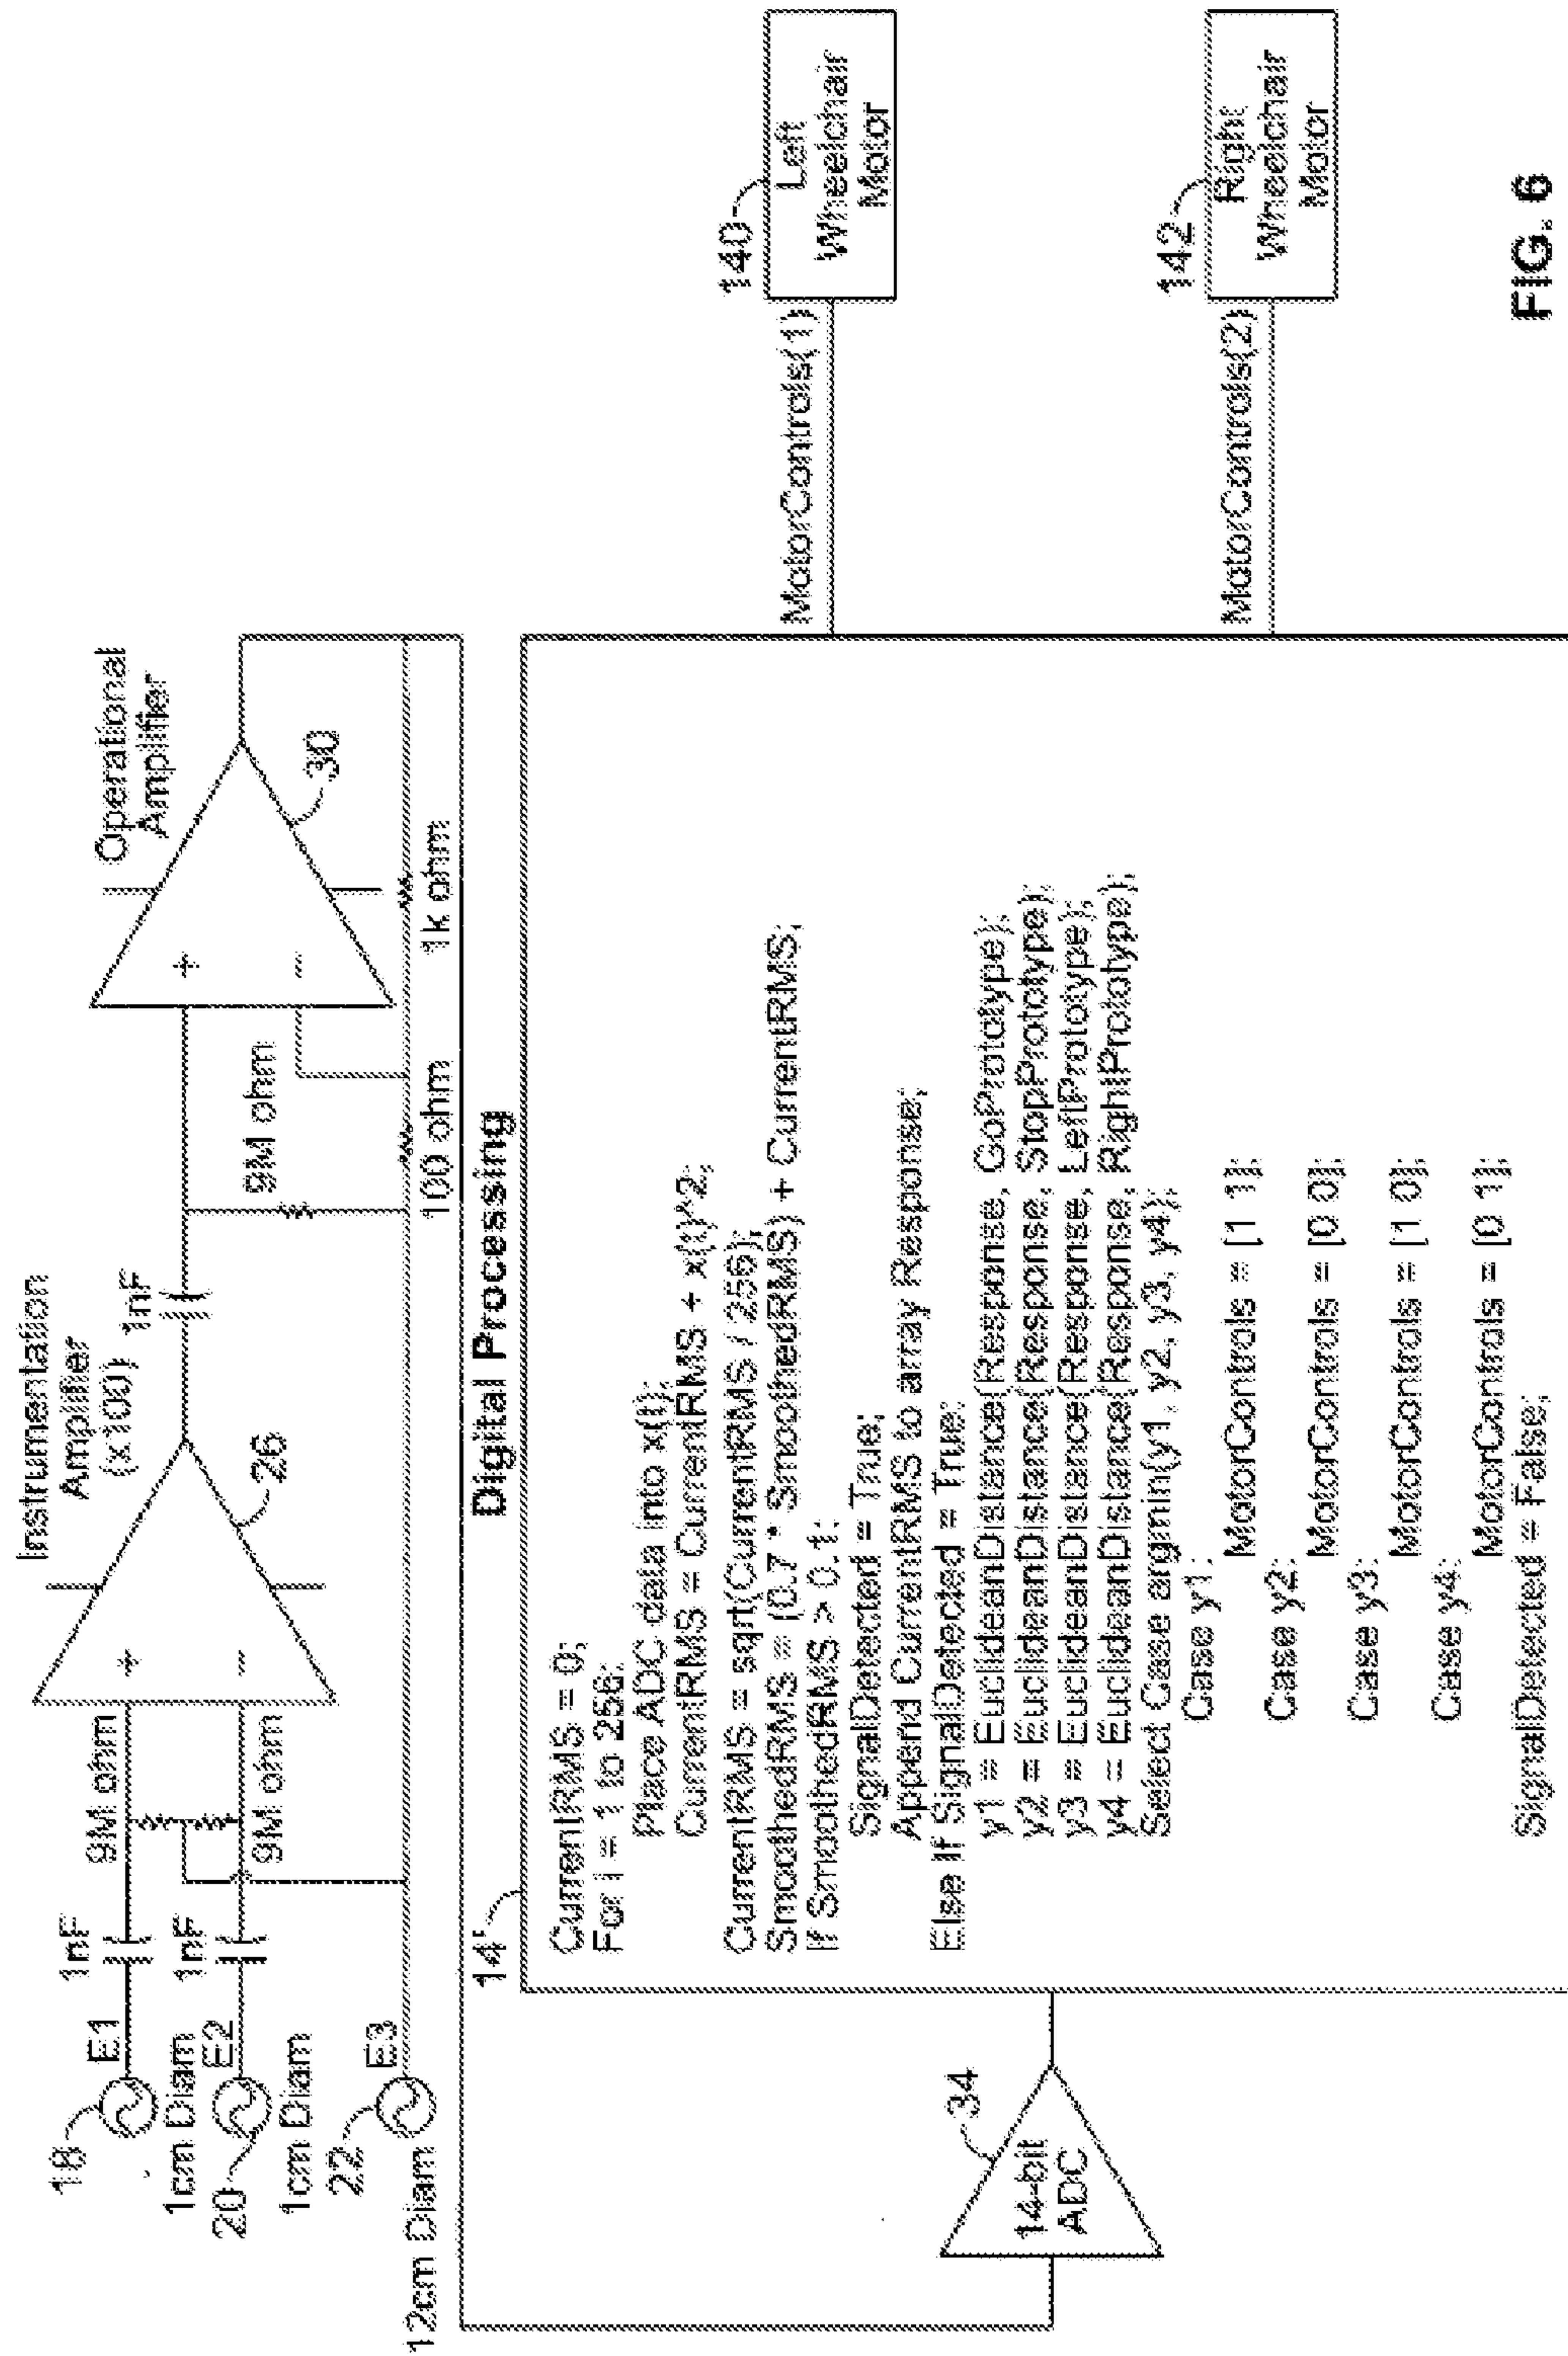 Instrumentation
Amplifier
(x100)
Operational
Amplifier
18
E1
1nF
9M ohm
1cm Diam
20
E2
1nF
9M ohm
1cm Diam
22
E3
12cm Diam
26
1nF
9M ohm
30
100 ohm
1k ohm
+
−
+
−
Digital Processing
14'
CurrentRMS = 0;
For i = 1 to 256:
Place ADC data into x(t);
CurrentRMS = CurrentRMS + x(t)^2;
CurrentRMS = sqrt(CurrentRMS / 256);
SmoothedRMS = (0.7 * SmoothedRMS) + CurrentRMS;
If SmoothedRMS > 0.1:
SignalDetected = True;
Append CurrentRMS to array Response;
Else If SignalDetected = True:
y1 = EuclideanDistance(Response, GoPrototype);
y2 = EuclideanDistance(Response, StopPrototype);
y3 = EuclideanDistance(Response, LeftPrototype);
y4 = EuclideanDistance(Response, RightPrototype);
Select Case argmin(y1, y2, y3, y4);
Case y1:
MotorControls = [1 1];
Case y2:
MotorControls = [0 0];
Case y3:
MotorControls = [1 0];
Case y4:
MotorControls = [0 1];
SignalDetected = False;
34
14-bit
ADC
MotorControls(1)
140
Left
Wheelchair
Motor
MotorControls(2)
142
Right
Wheelchair
Motor
FIG. 6